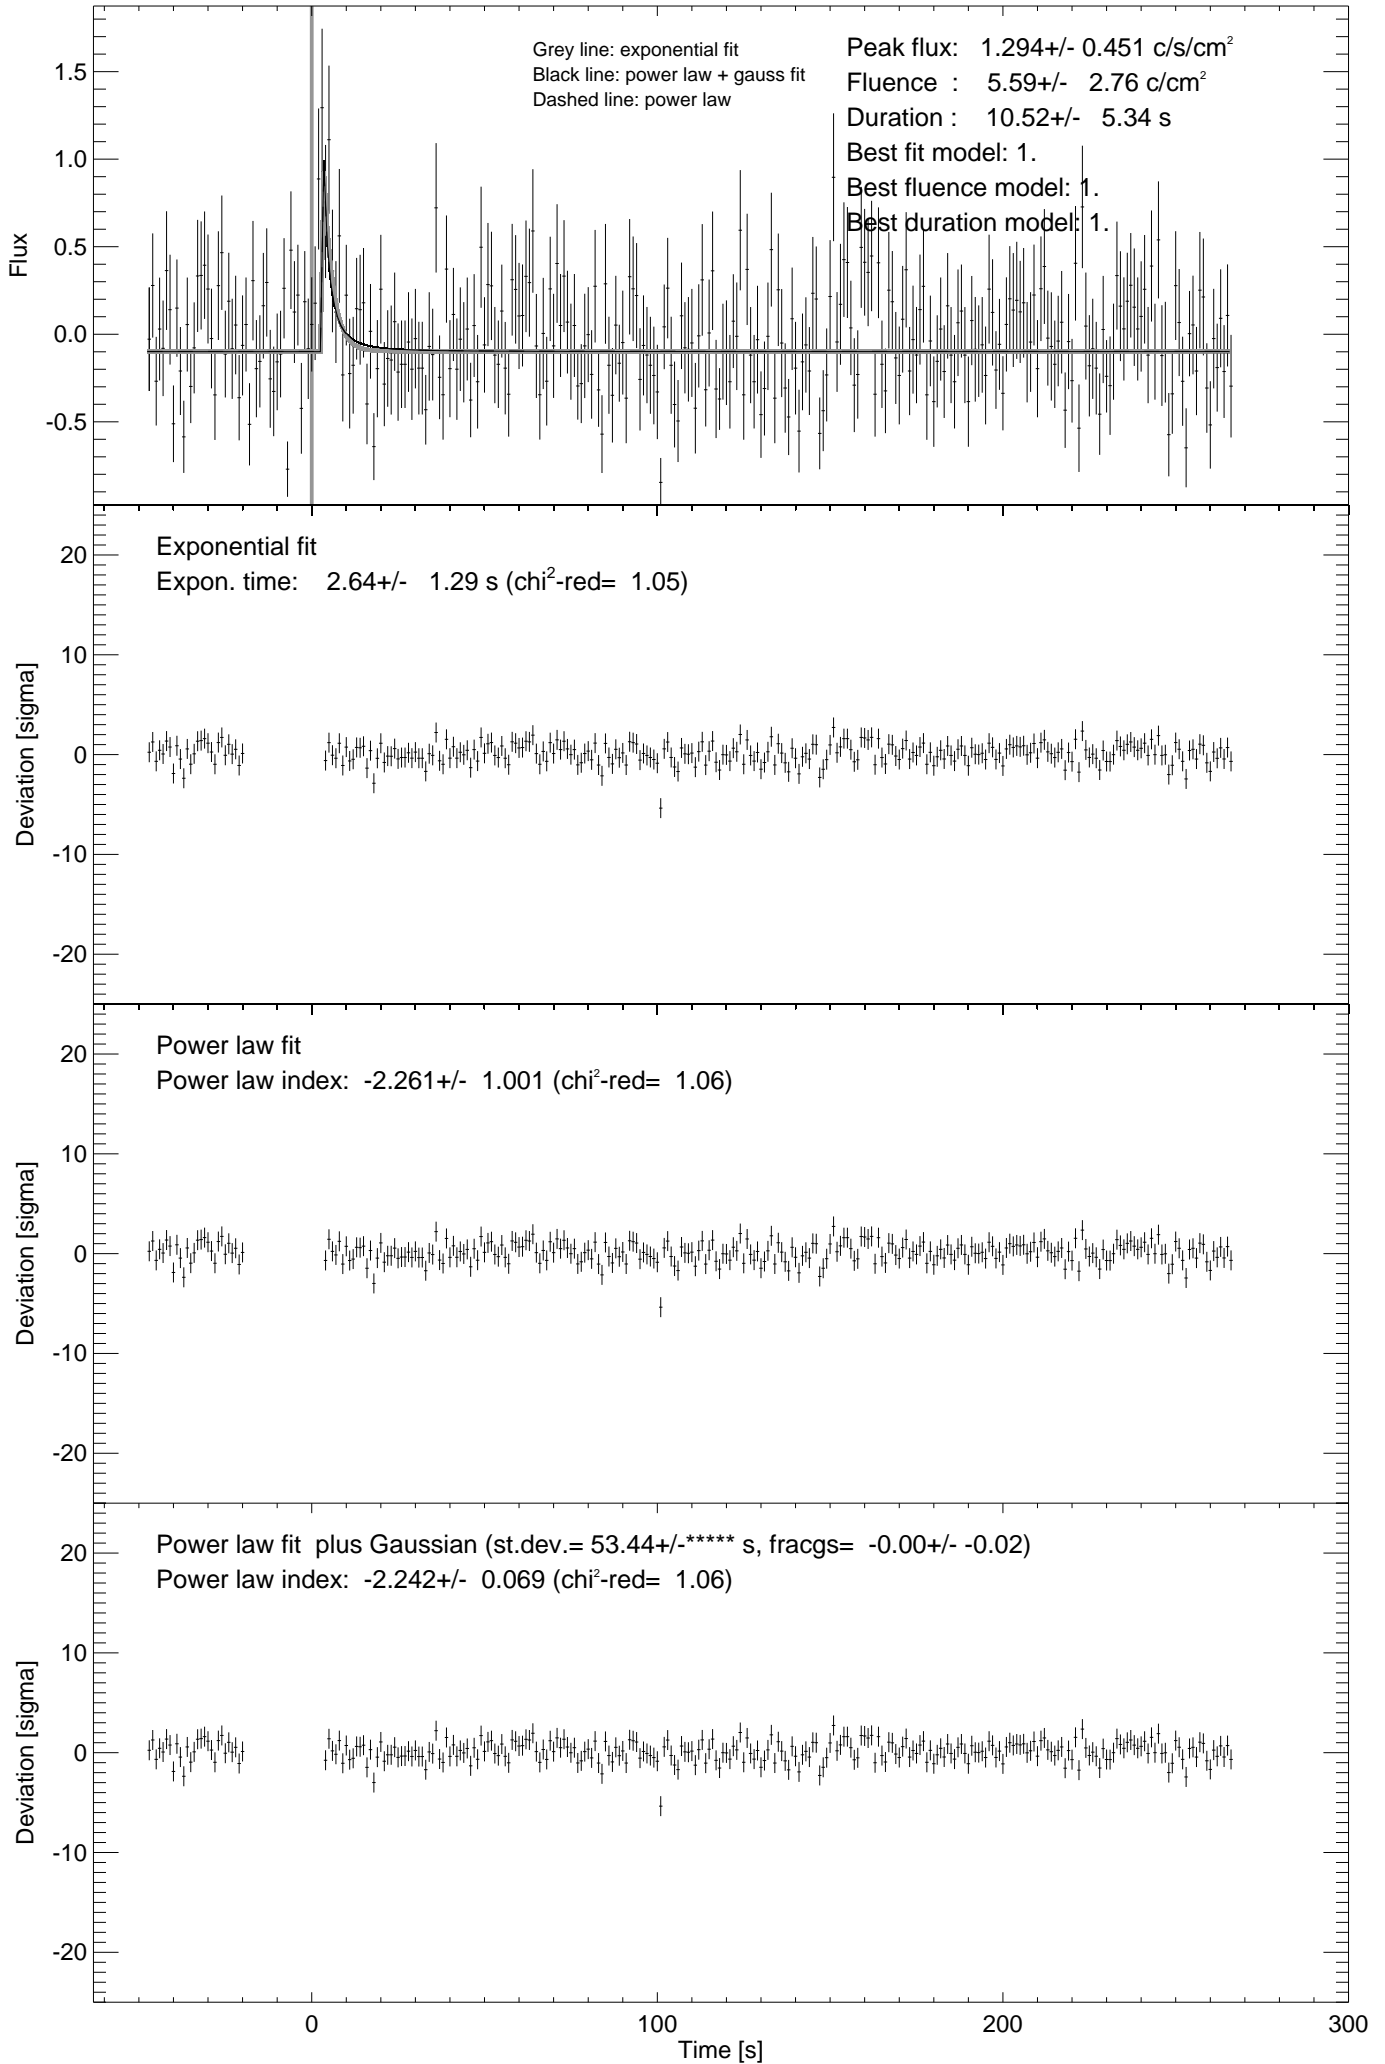 Grey line: exponential fit
Black line: power law + gauss fit
Dashed line: power law
Peak flux: 1.294+/- 0.451 c/s/cm²
Fluence : 5.59+/- 2.76 c/cm²
Duration : 10.52+/- 5.34 s
Best fit model: 1.
Best fluence model: 1.
Best duration model: 1.
Flux
1.5
1.0
0.5
0.0
-0.5
Exponential fit
Expon. time: 2.64+/- 1.29 s (chi²-red= 1.05)
Deviation [sigma]
20
10
0
-10
-20
Power law fit
Power law index: -2.261+/- 1.001 (chi²-red= 1.06)
Deviation [sigma]
20
10
0
-10
-20
Power law fit plus Gaussian (st.dev.= 53.44+/-***** s, fracgs= -0.00+/- -0.02)
Power law index: -2.242+/- 0.069 (chi²-red= 1.06)
Deviation [sigma]
20
10
0
-10
-20
0 100 200 300
Time [s]